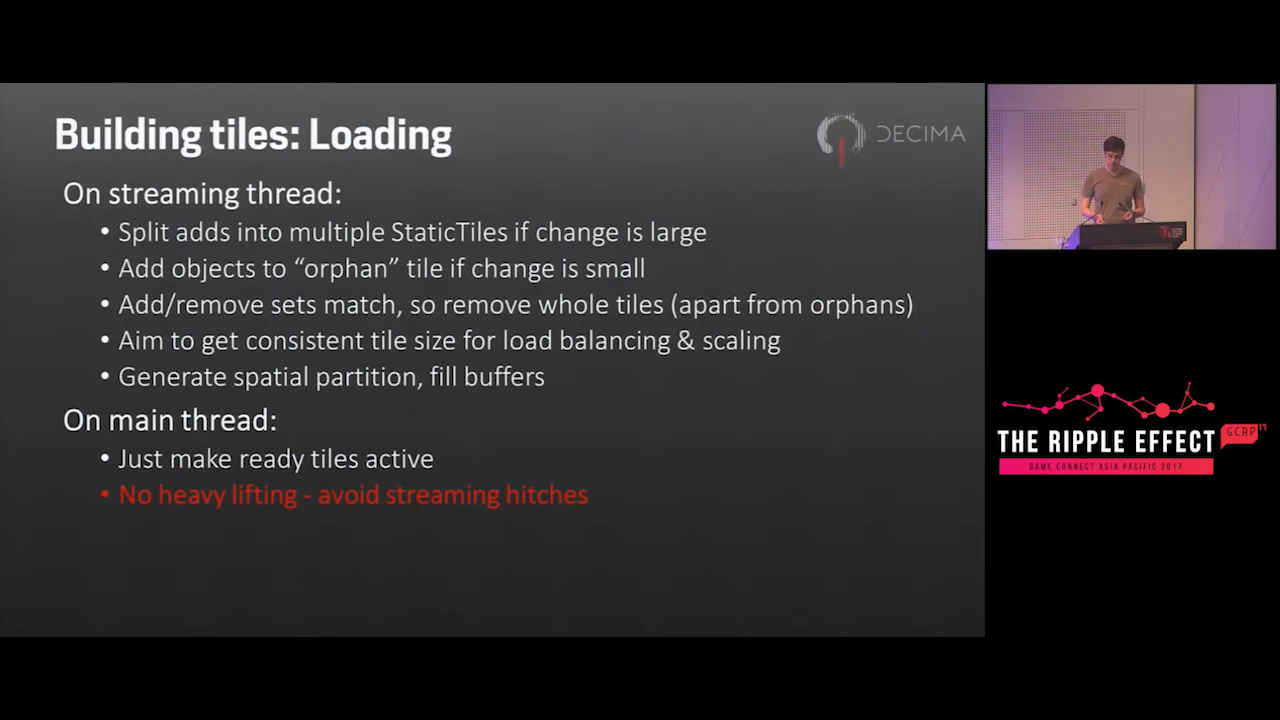 Building tiles: Loading
DECIMA
On streaming thread:
• Split adds into multiple StaticTiles if change is large
• Add objects to “orphan” tile if change is small
• Add/remove sets match, so remove whole tiles (apart from orphans)
• Aim to get consistent tile size for load balancing & scaling
• Generate spatial partition, fill buffers
On main thread:
• Just make ready tiles active
• No heavy lifting - avoid streaming hitches
THE RIPPLE EFFECT
GCAP 17
GAME CONNECT ASIA PACIFIC 2017